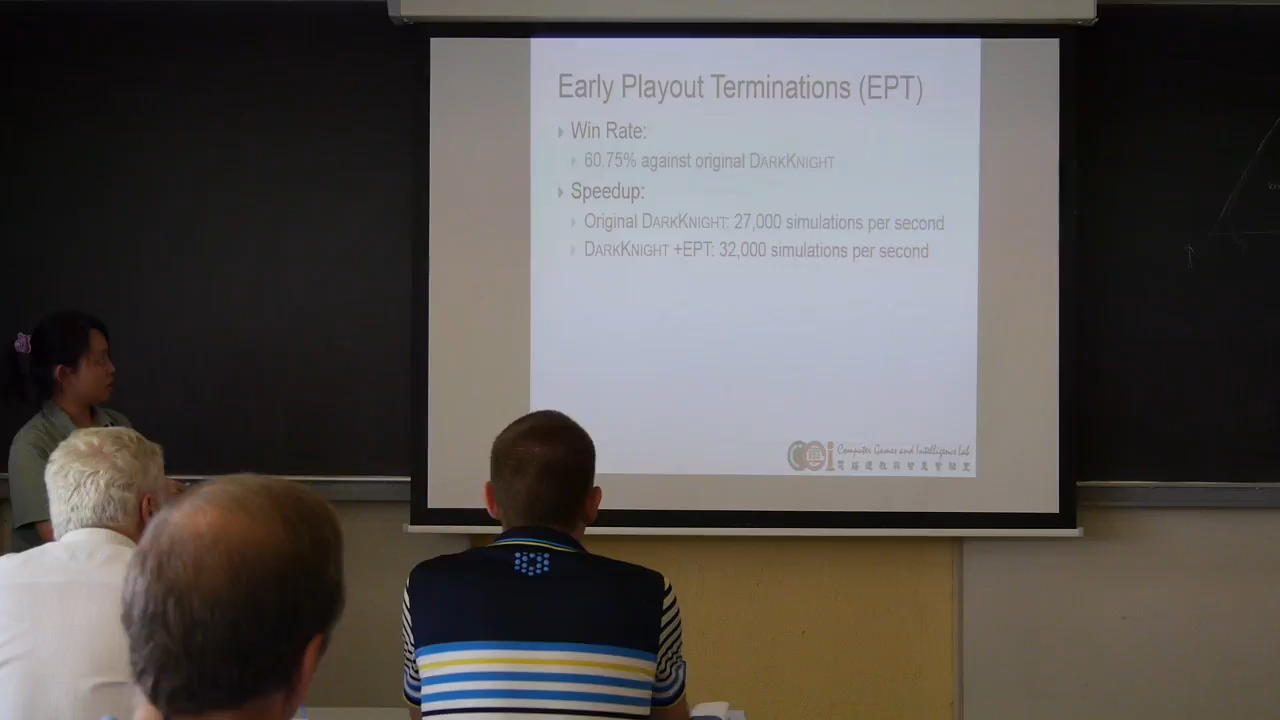 Early Playout Terminations (EPT)
Win Rate:
60.75% against original DARKKNIGHT
Speedup:
Original DARKKNIGHT: 27,000 simulations per second
DARKKNIGHT +EPT: 32,000 simulations per second
Computer Games and Intelligence Lab